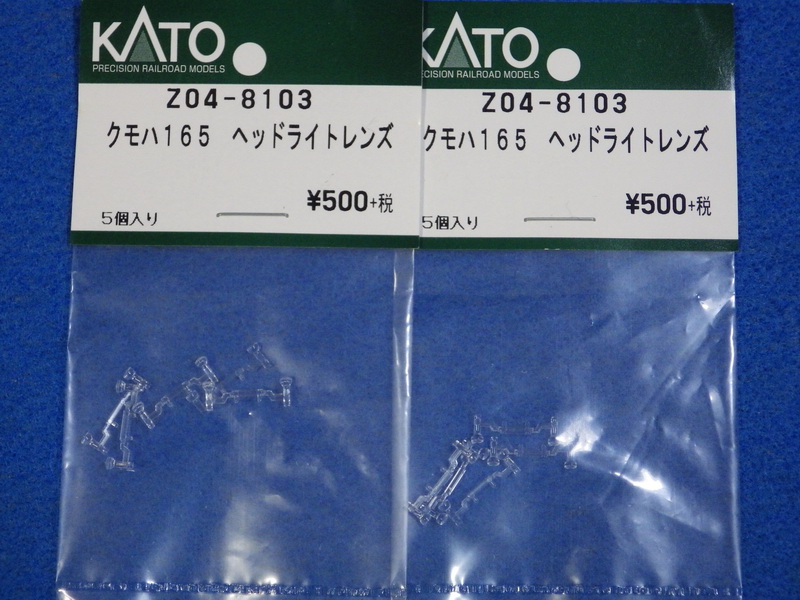 KATO
PRECISION RAILROAD MODELS
Z04-8103
クモハ165 ヘッドライトレンズ
¥500+税
5個入り
KATO
PRECISION RAILROAD MODELS
Z04-8103
クモハ165 ヘッドライトレンズ
¥500+税
5個入り